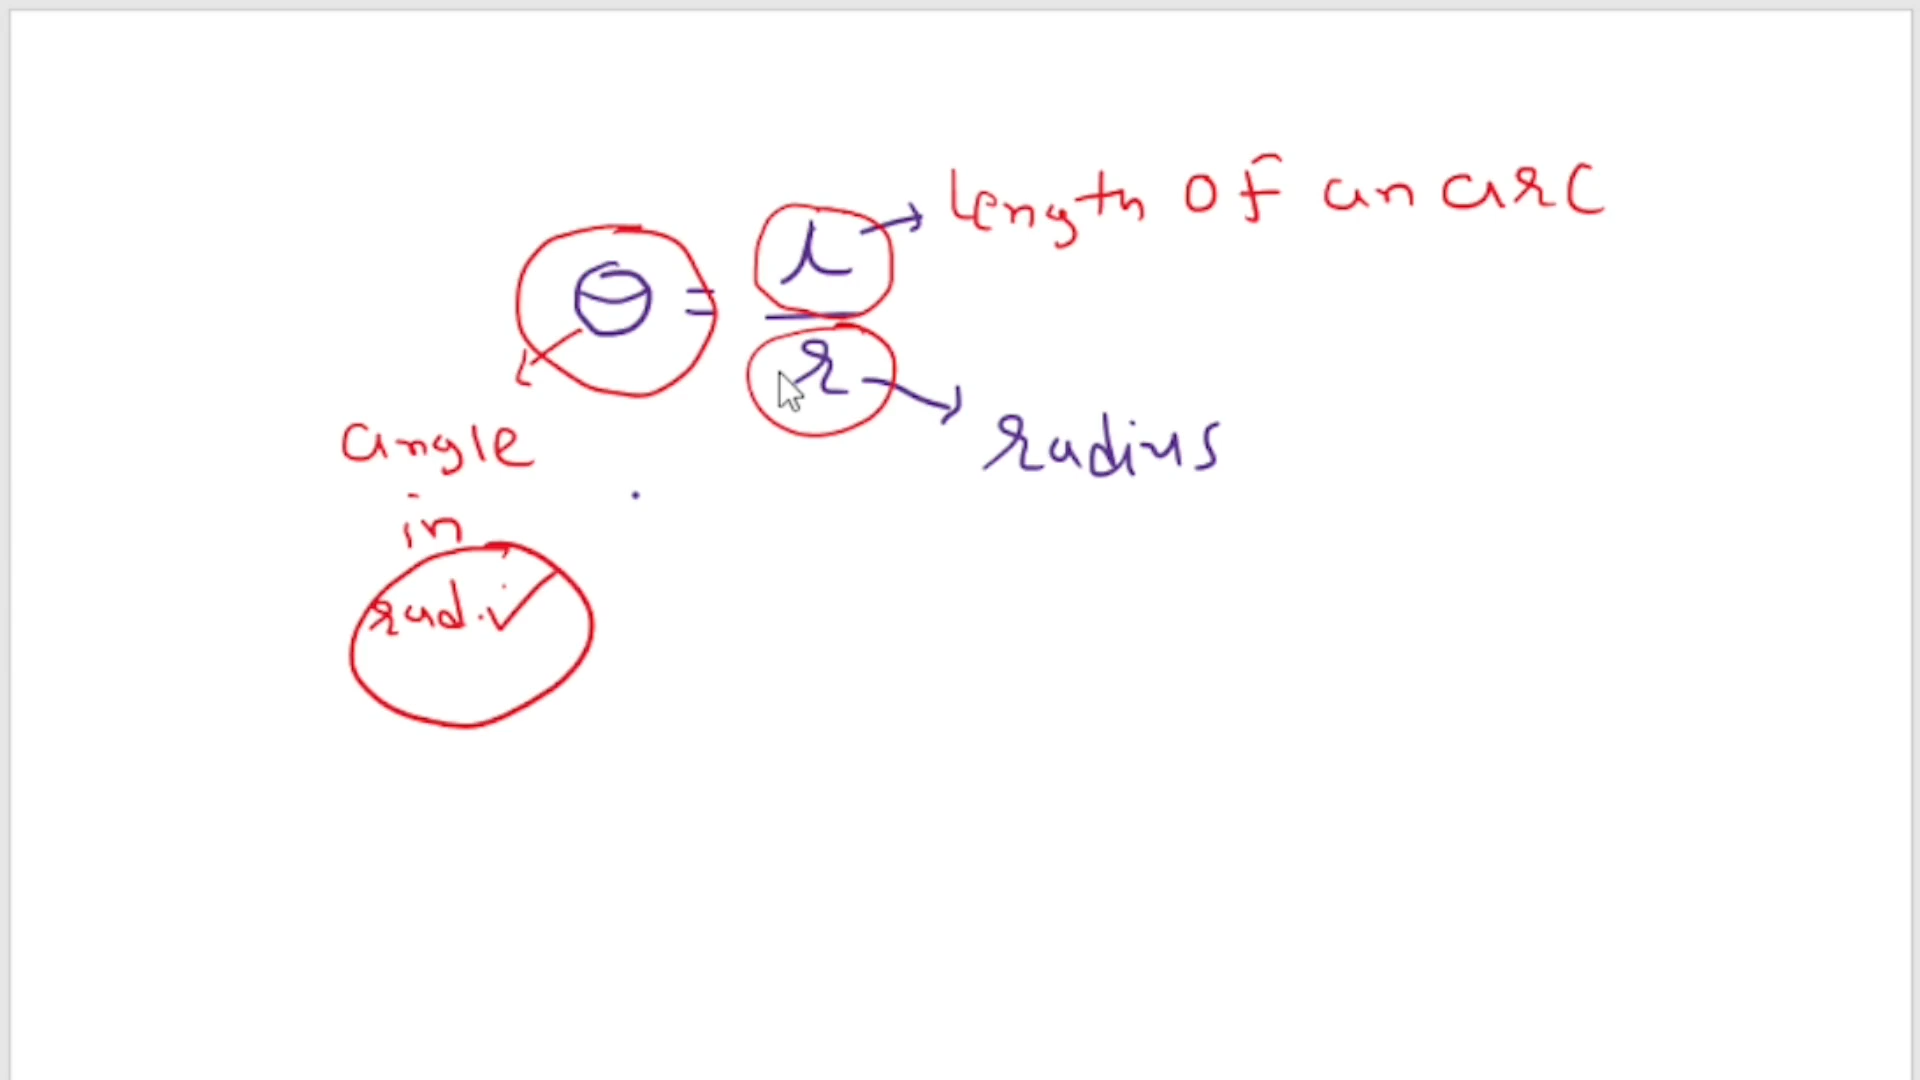 θ = l / r
length of an arc
radius
angle
in
rad.